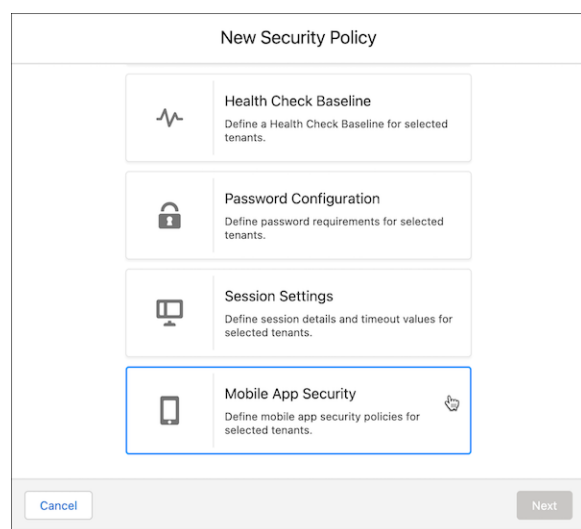 New Security Policy
Health Check Baseline
Define a Health Check Baseline for selected
tenants.
Password Configuration
Define password requirements for selected
tenants.
Session Settings
Define session details and timeout values for
selected tenants.
Mobile App Security
Define mobile app security policies for
selected tenants.
Cancel
Next